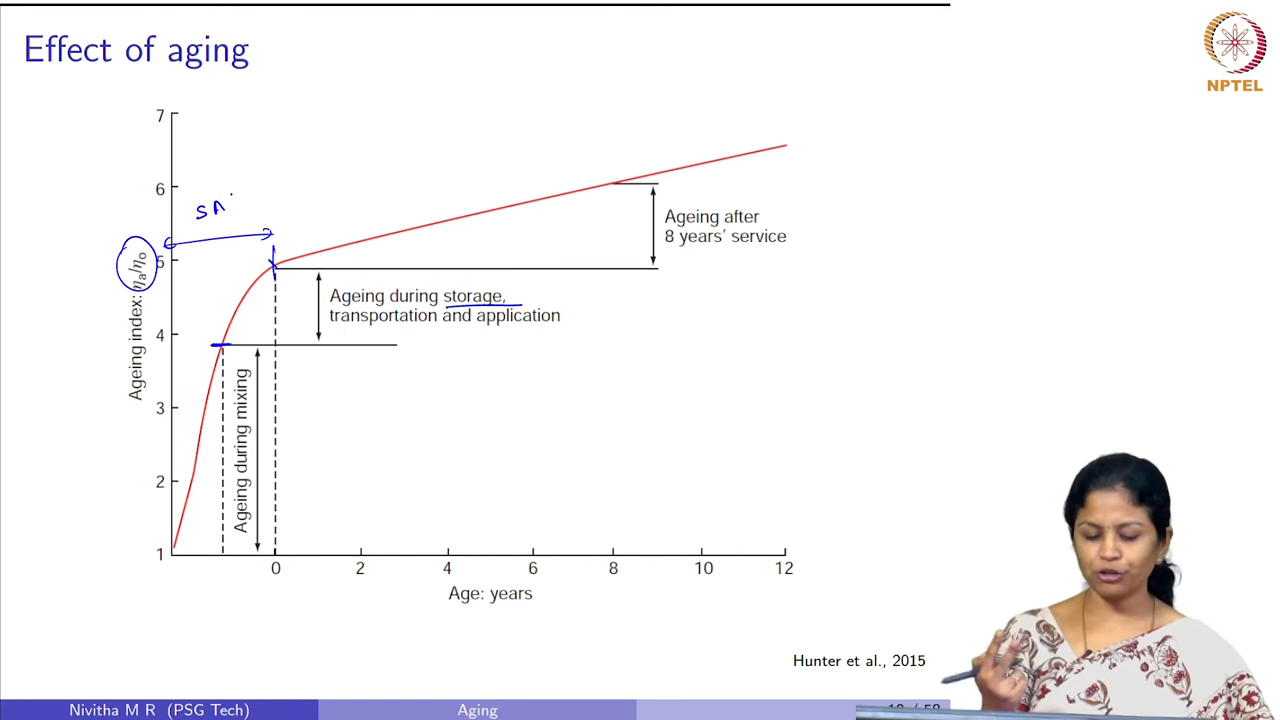 Effect of aging
NPTEL
7
6
5
4
3
2
1
Ageing index: ηa/η0
SA
Ageing after
8 years' service
Ageing during storage,
transportation and application
Ageing during mixing
0 2 4 6 8 10 12
Age: years
Hunter et al., 2015
Nivitha M R (PSG Tech)
Aging